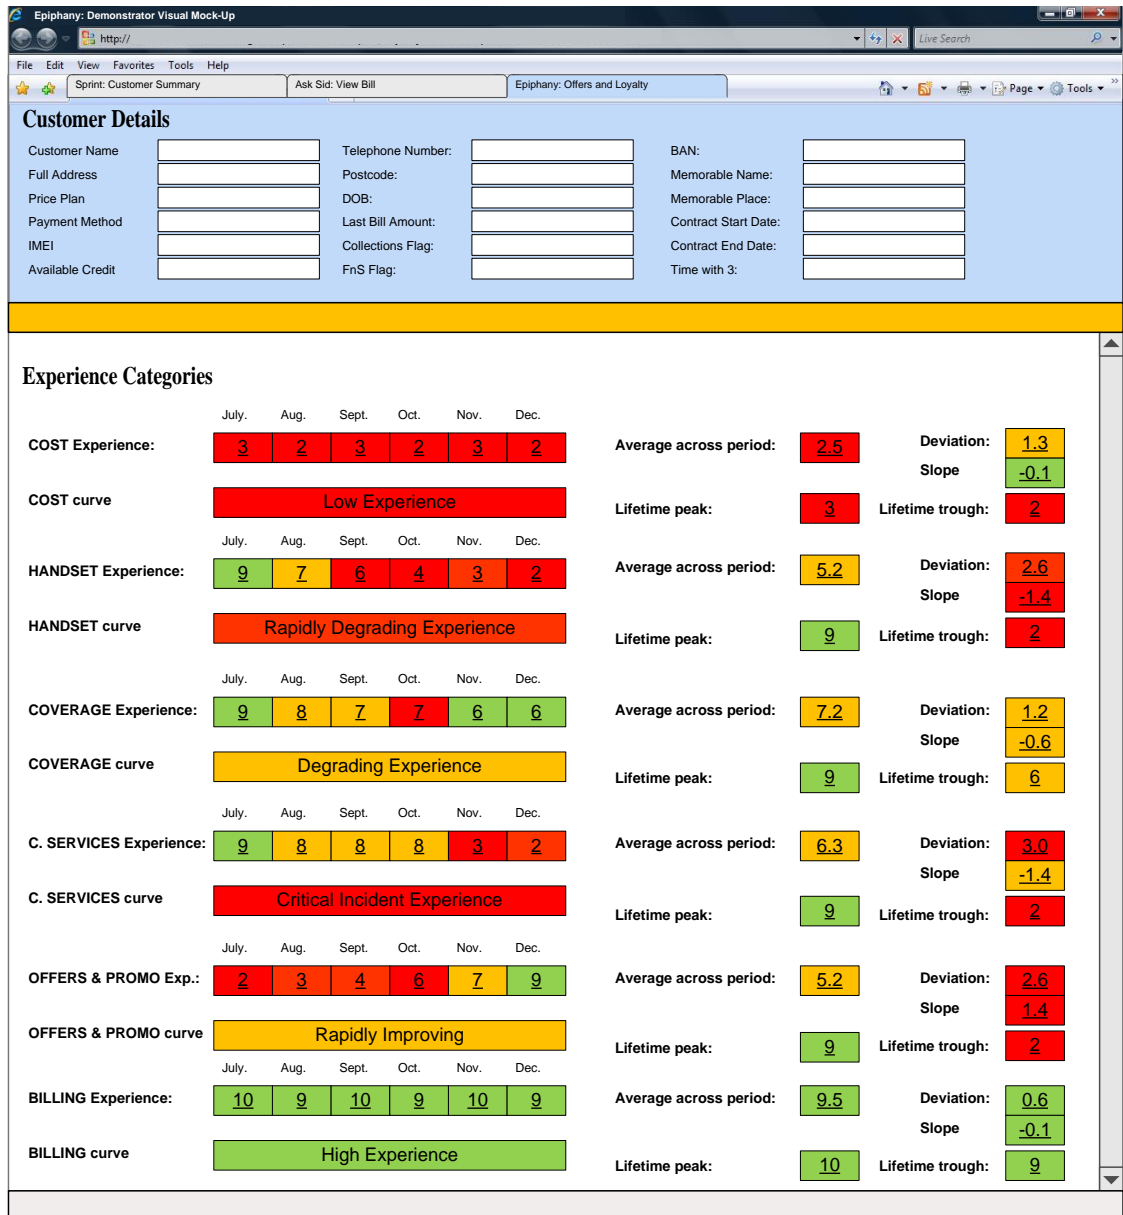 Epiphany: Demonstrator Visual Mock-Up
http://
Live Search
File Edit View Favorites Tools Help
Sprint: Customer Summary Ask Sid: View Bill Epiphany: Offers and Loyalty Page Tools
Customer Details
Customer Name Telephone Number: BAN:
Full Address Postcode: Memorable Name:
Price Plan DOB: Memorable Place:
Payment Method Last Bill Amount: Contract Start Date:
IMEI Collections Flag: Contract End Date:
Available Credit FnS Flag: Time with 3:
Experience Categories
July. Aug. Sept. Oct. Nov. Dec.
COST Experience: 3 2 3 2 3 2 Average across period: 2.5 Deviation: 1.3
Slope -0.1
COST curve Low Experience Lifetime peak: 3 Lifetime trough: 2
July. Aug. Sept. Oct. Nov. Dec.
HANDSET Experience: 9 7 6 4 3 2 Average across period: 5.2 Deviation: 2.6
Slope -1.4
HANDSET curve Rapidly Degrading Experience Lifetime peak: 9 Lifetime trough: 2
July. Aug. Sept. Oct. Nov. Dec.
COVERAGE Experience: 9 8 7 7 6 6 Average across period: 7.2 Deviation: 1.2
Slope -0.6
COVERAGE curve Degrading Experience Lifetime peak: 9 Lifetime trough: 6
July. Aug. Sept. Oct. Nov. Dec.
C. SERVICES Experience: 9 8 8 8 3 2 Average across period: 6.3 Deviation: 3.0
Slope -1.4
C. SERVICES curve Critical Incident Experience Lifetime peak: 9 Lifetime trough: 2
July. Aug. Sept. Oct. Nov. Dec.
OFFERS & PROMO Exp.: 2 3 4 6 7 9 Average across period: 5.2 Deviation: 2.6
Slope 1.4
OFFERS & PROMO curve Rapidly Improving Lifetime peak: 9 Lifetime trough: 2
July. Aug. Sept. Oct. Nov. Dec.
BILLING Experience: 10 9 10 9 10 9 Average across period: 9.5 Deviation: 0.6
Slope -0.1
BILLING curve High Experience Lifetime peak: 10 Lifetime trough: 9